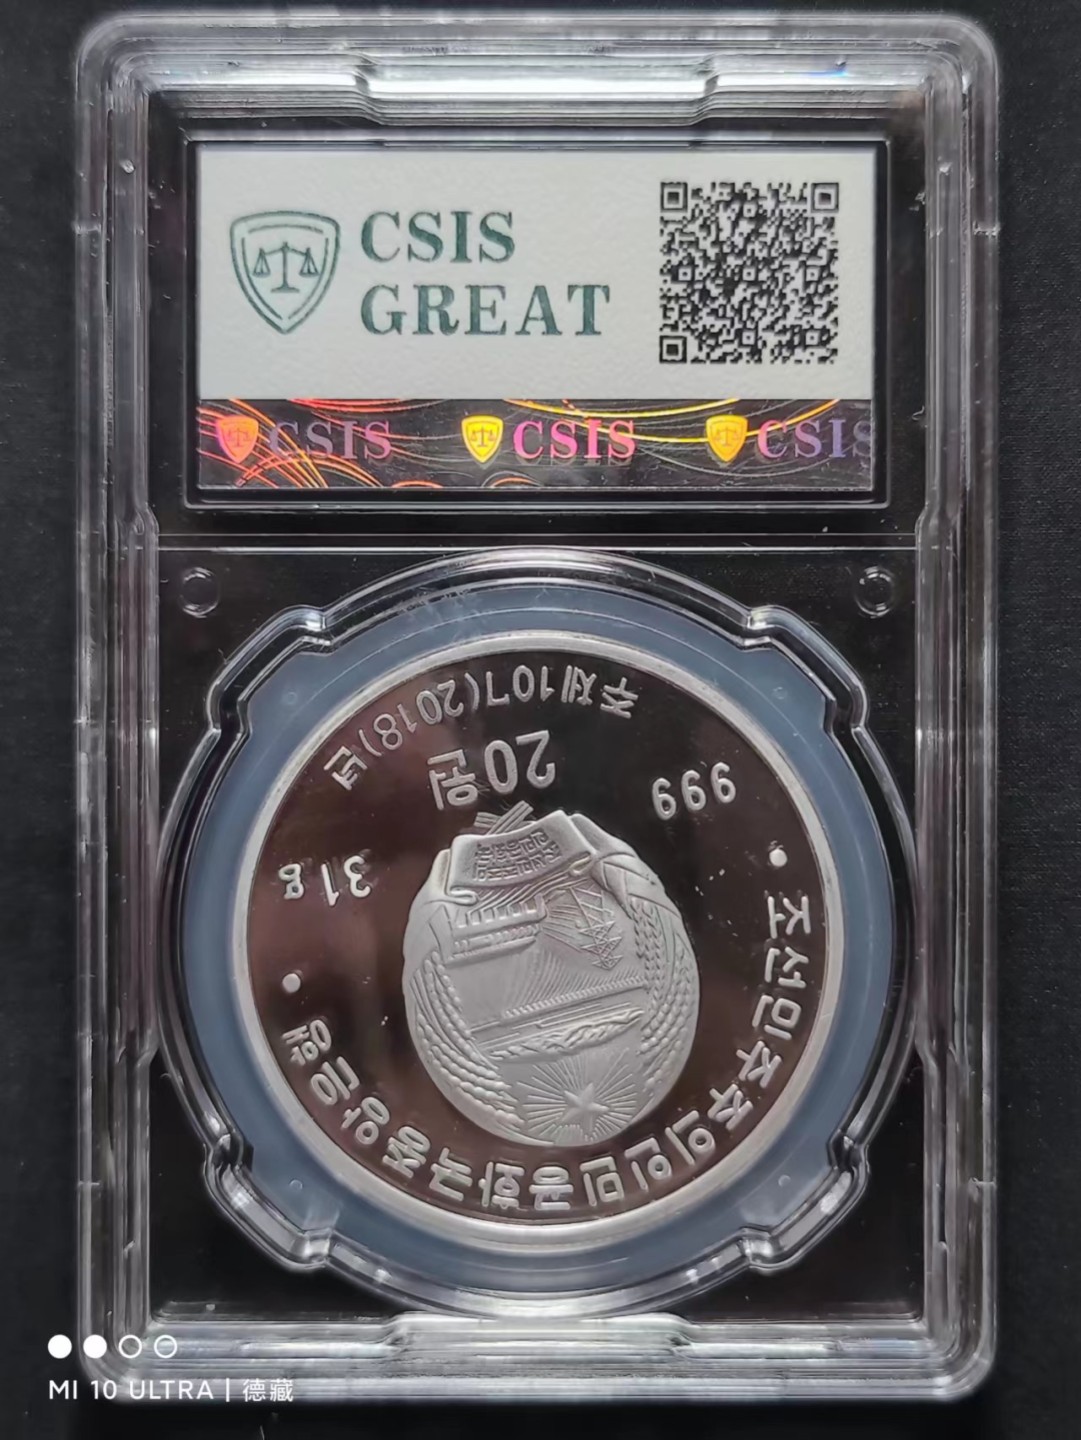 CSIS
GREAT
CSIS CSIS CSIS
조선민주주의인민공화국중앙은행
999
31g
20원
주체107(2018)년
MI 10 ULTRA | 德藏